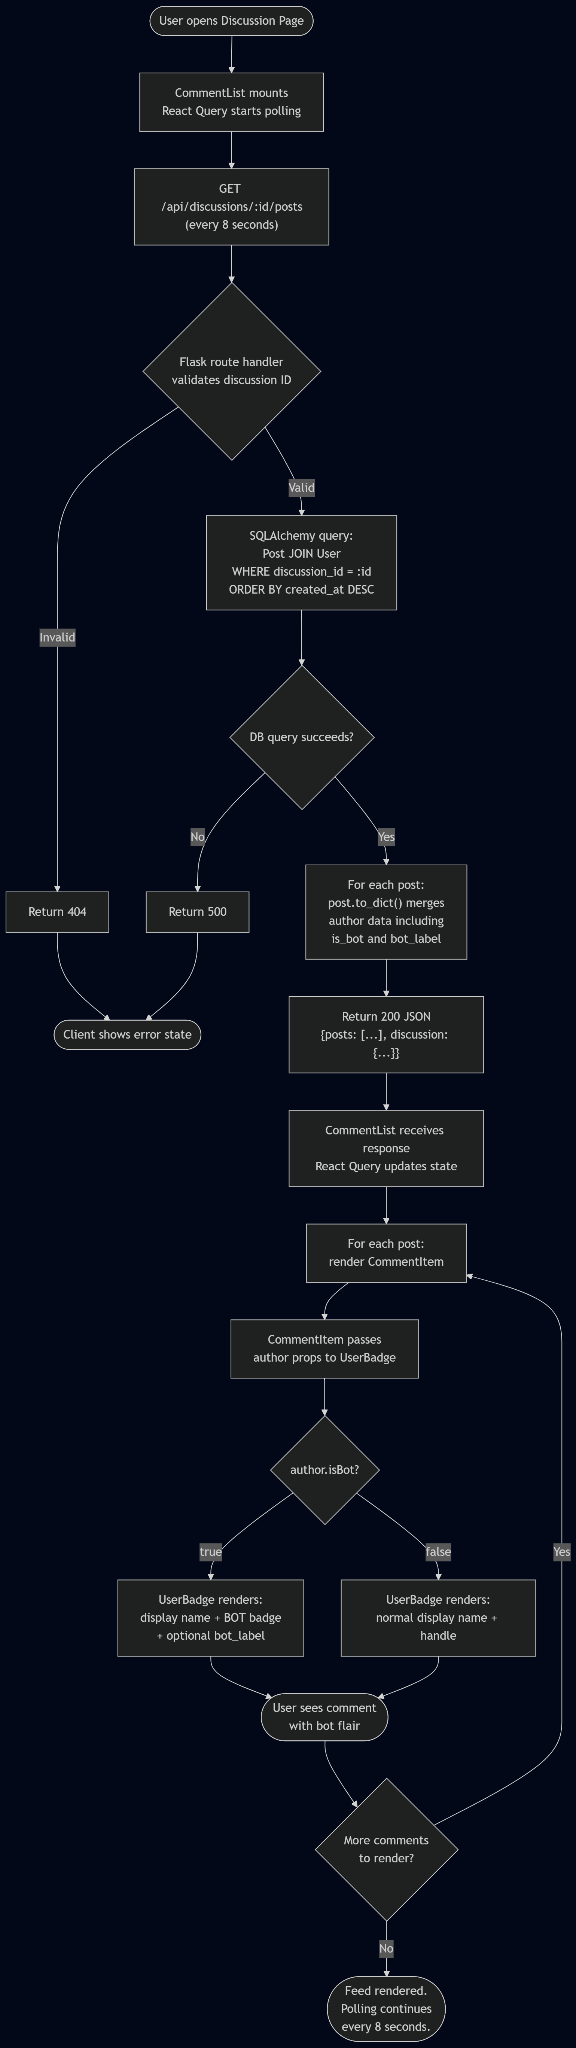 User opens Discussion Page
CommentList mounts
React Query starts polling
GET
/api/discussions/:id/posts
(every 8 seconds)
Flask route handler
validates discussion ID
Valid
SQLAlchemy query:
Post JOIN User
WHERE discussion_id = :id
ORDER BY created_at DESC
Invalid
DB query succeeds?
No
Yes
For each post:
post.to_dict() merges
author data including
is_bot and bot_label
Return 404
Return 500
Return 200 JSON
{posts: [...], discussion:
{...}}
Client shows error state
CommentList receives
response
React Query updates state
For each post:
render CommentItem
CommentItem passes
author props to UserBadge
author.isBot?
true
false
Yes
UserBadge renders:
display name + BOT badge
+ optional bot_label
UserBadge renders:
normal display name +
handle
User sees comment
with bot flair
More comments
to render?
No
Feed rendered.
Polling continues
every 8 seconds.